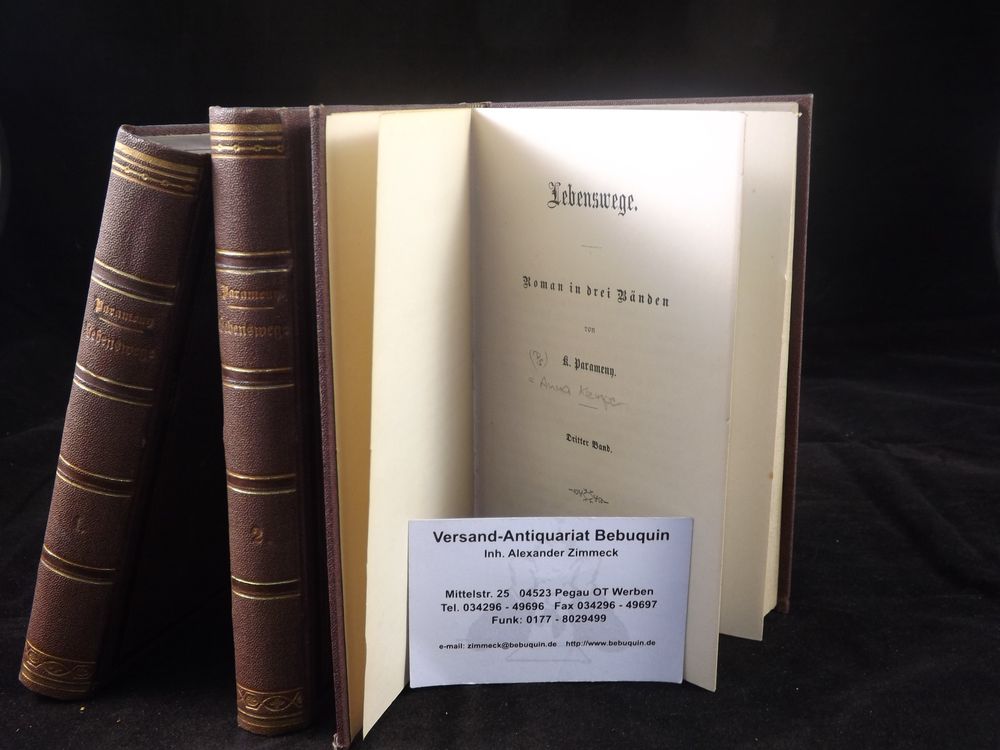 Parameny
Lebenswege
1.
Parameny.
Lebenswege
2.
Lebenswege.
Roman in drei Bänden
von
(Ps) K. Parameny.
= Anna Kemper
Dritter Band.
Versand-Antiquariat Bebuquin
Inh. Alexander Zimmeck
Mittelstr. 25 04523 Pegau OT Werben
Tel. 034296 - 49696 Fax 034296 - 49697
Funk: 0177 - 8029499
e-mail: zimmeck@bebuquin.de http://www.bebuquin.de